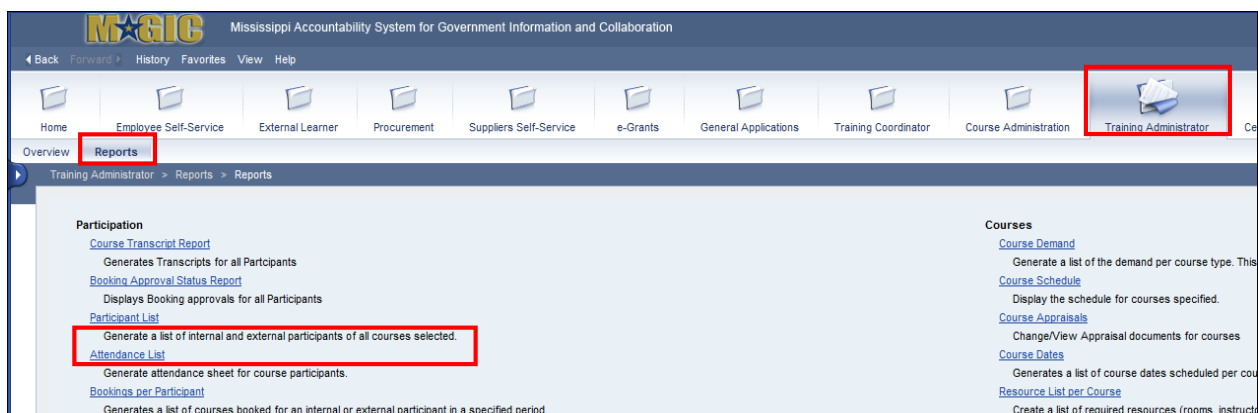 MAGIC Mississippi Accountability System for Government Information and Collaboration
Back Forward History Favorites View Help
Home Employee Self-Service External Learner Procurement Suppliers Self-Service e-Grants General Applications Training Coordinator Course Administration Training Administrator Ce
Overview Reports
Training Administrator > Reports > Reports
Participation
Course Transcript Report
Generates Transcripts for all Partcipants
Booking Approval Status Report
Displays Booking approvals for all Participants
Participant List
Generate a list of internal and external participants of all courses selected.
Attendance List
Generate attendance sheet for course participants.
Bookings per Participant
Generates a list of courses booked for an internal or external participant in a specified period.
Courses
Course Demand
Generate a list of the demand per course type. This
Course Schedule
Display the schedule for courses specified.
Course Appraisals
Change/View Appraisal documents for courses
Course Dates
Generates a list of course dates scheduled per cou
Resource List per Course
Create a list of required resources (rooms, instructo